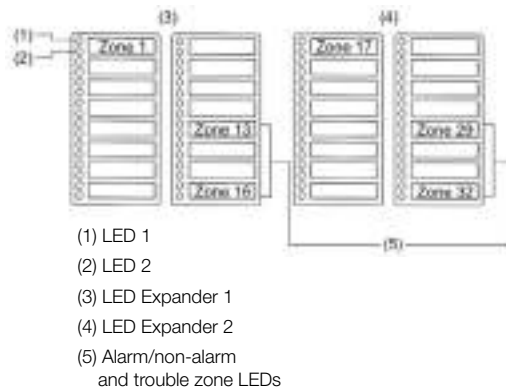 (3) (4)
(1) Zone 1 Zone 17
(2)
Zone 13 Zone 29
Zone 16 Zone 32
(5)
(1) LED 1
(2) LED 2
(3) LED Expander 1
(4) LED Expander 2
(5) Alarm/non-alarm
and trouble zone LEDs